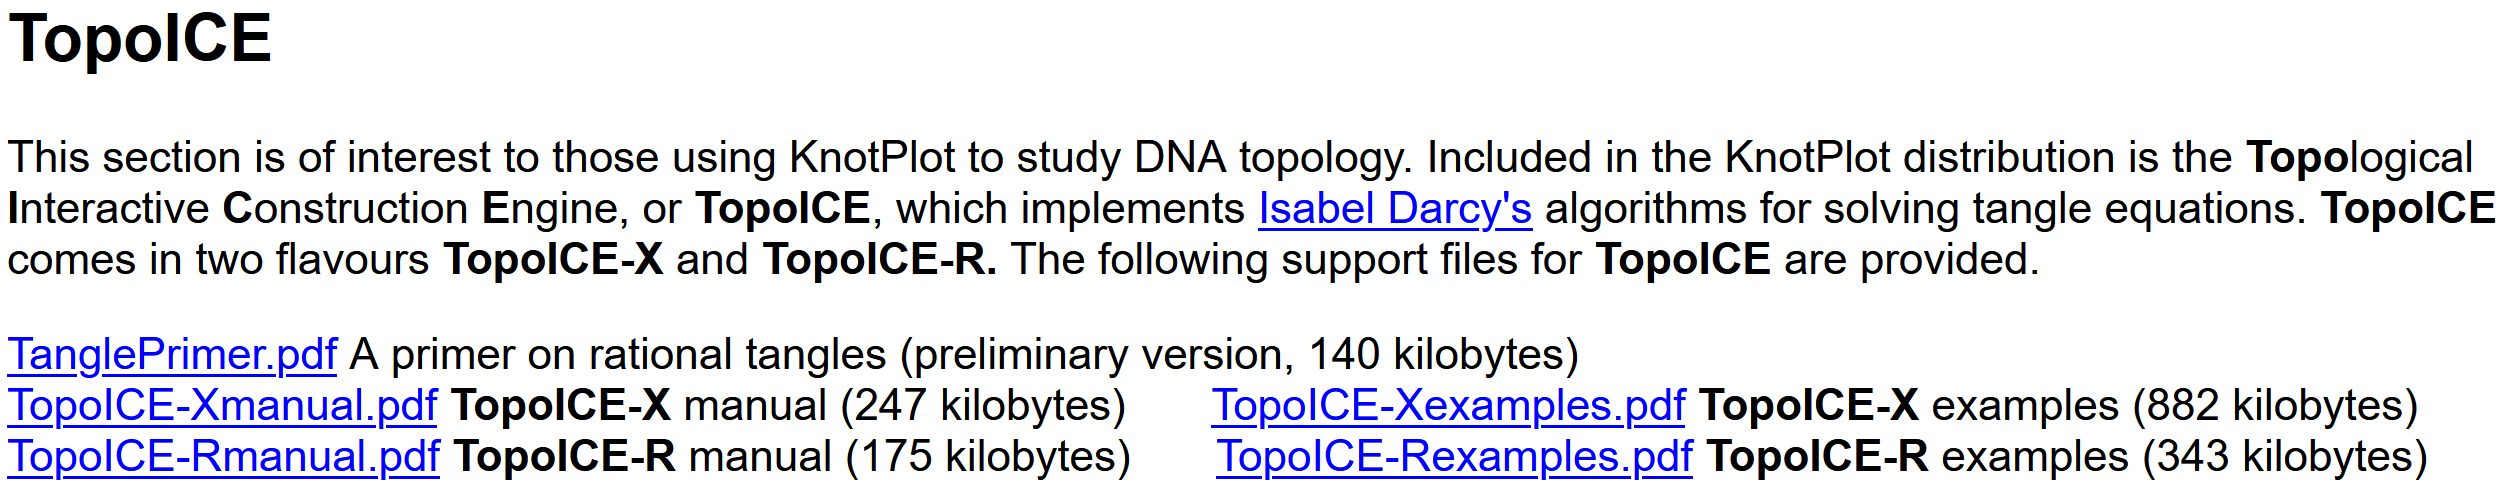 TopoICE
This section is of interest to those using KnotPlot to study DNA topology. Included in the KnotPlot distribution is the Topological
Interactive Construction Engine, or TopoICE, which implements Isabel Darcy's algorithms for solving tangle equations. TopoICE
comes in two flavours TopoICE-X and TopoICE-R. The following support files for TopoICE are provided.
TanglePrimer.pdf A primer on rational tangles (preliminary version, 140 kilobytes)
TopoICE-Xmanual.pdf TopoICE-X manual (247 kilobytes) TopoICE-Xexamples.pdf TopoICE-X examples (882 kilobytes)
TopoICE-Rmanual.pdf TopoICE-R manual (175 kilobytes) TopoICE-Rexamples.pdf TopoICE-R examples (343 kilobytes)